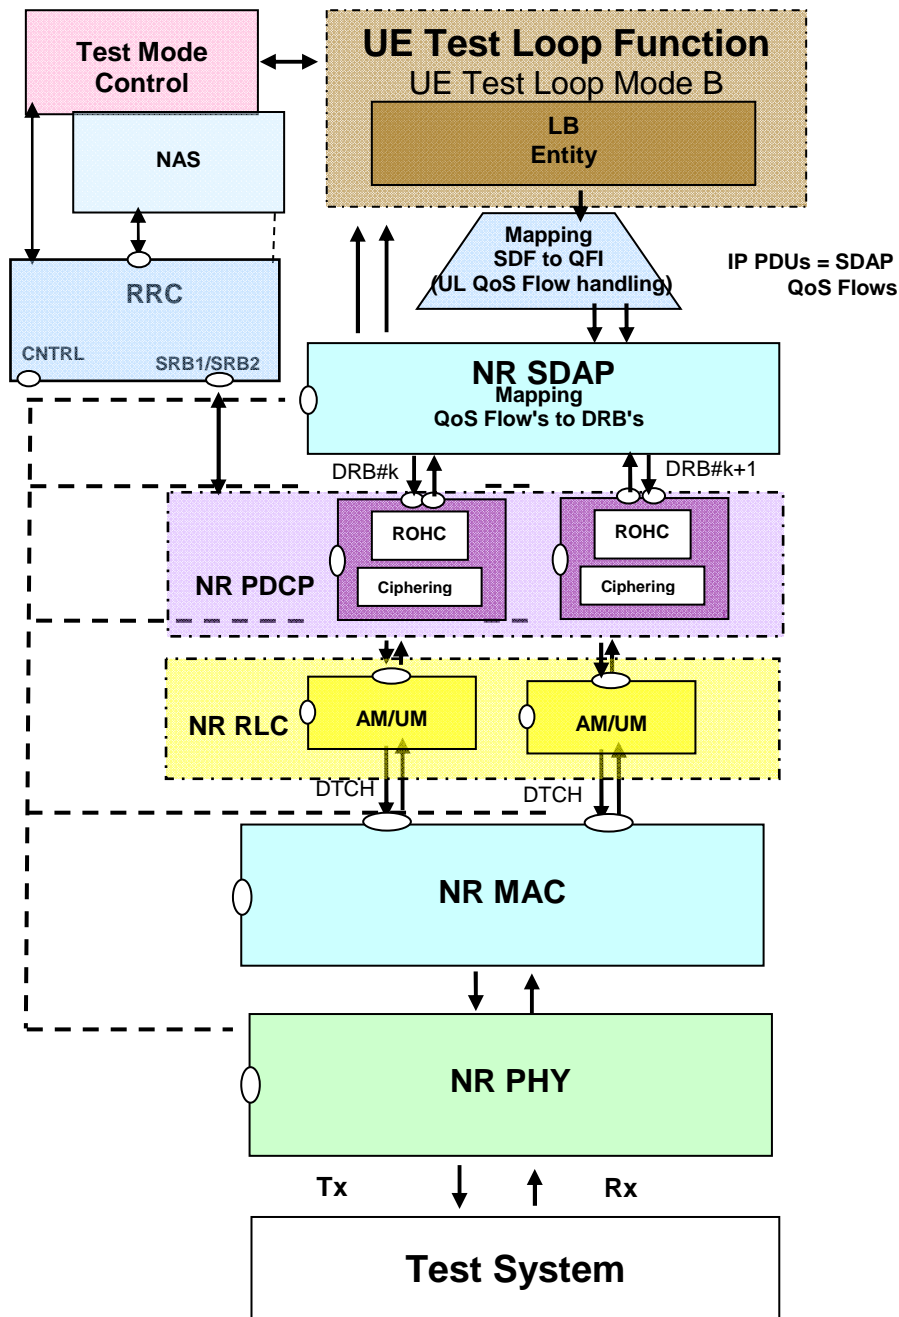 Test Mode
Control
UE Test Loop Function
UE Test Loop Mode B
LB
Entity
NAS
Mapping
SDF to QFI
(UL QoS Flow handling)
IP PDUs = SDAP
QoS Flows
RRC
CNTRL
SRB1/SRB2
NR SDAP
Mapping
QoS Flow's to DRB's
DRB#k
DRB#k+1
ROHC
ROHC
NR PDCP
Ciphering
Ciphering
NR RLC
AM/UM
AM/UM
DTCH
DTCH
NR MAC
NR PHY
Tx
Rx
Test System